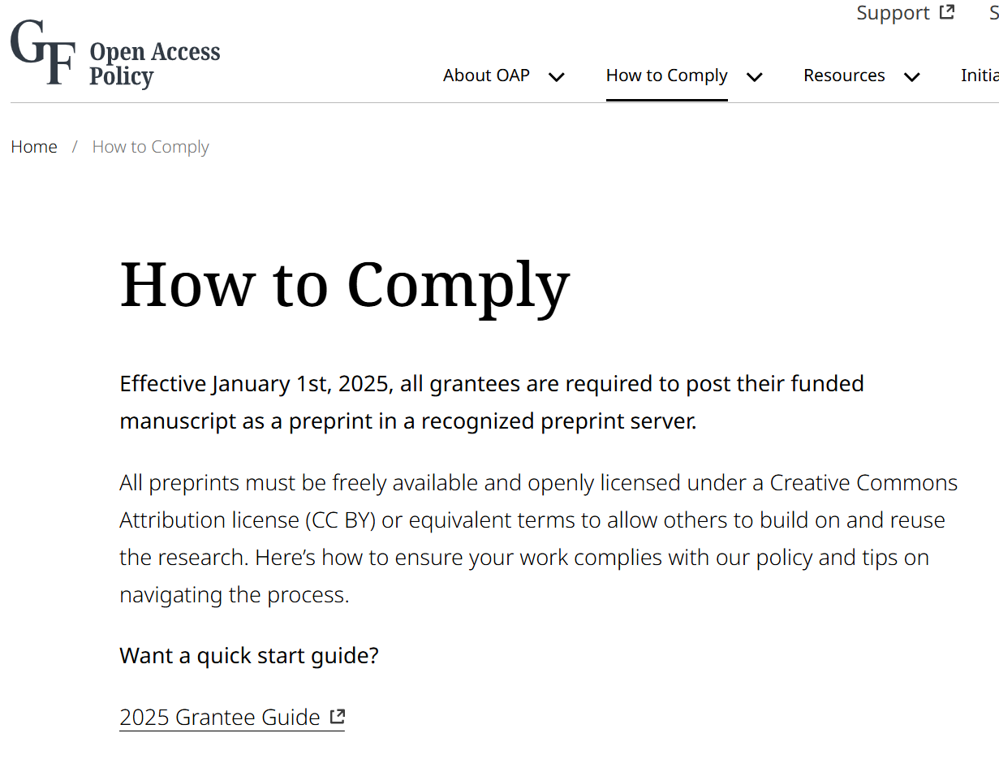 Support
GF Open Access
Policy
About OAP
How to Comply
Resources
Home / How to Comply
How to Comply
Effective January 1st, 2025, all grantees are required to post their funded
manuscript as a preprint in a recognized preprint server.
All preprints must be freely available and openly licensed under a Creative Commons
Attribution license (CC BY) or equivalent terms to allow others to build on and reuse
the research. Here’s how to ensure your work complies with our policy and tips on
navigating the process.
Want a quick start guide?
2025 Grantee Guide